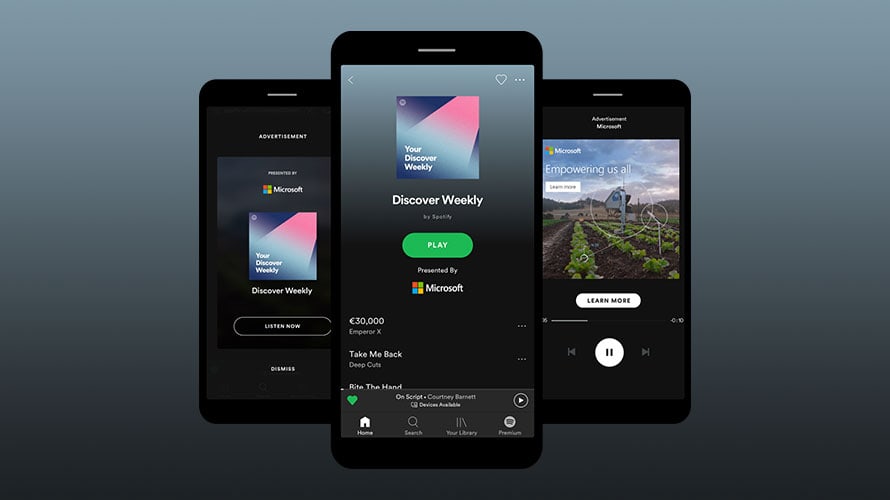 ADVERTISEMENT
PRESENTED BY
Microsoft
Your
Discover
Weekly
Discover Weekly
LISTEN NOW
DISMISS
Your
Discover
Weekly
Discover Weekly
by Spotify
PLAY
Presented By
Microsoft
€30,000
Emperor X
Take Me Back
Deep Cuts
Bite The Hand
On Script • Courtney Barnett
Devices Available
Home
Search
Your Library
Premium
Advertisement
Microsoft
Microsoft
Empowering us all
Learn more
LEARN MORE
-0:10